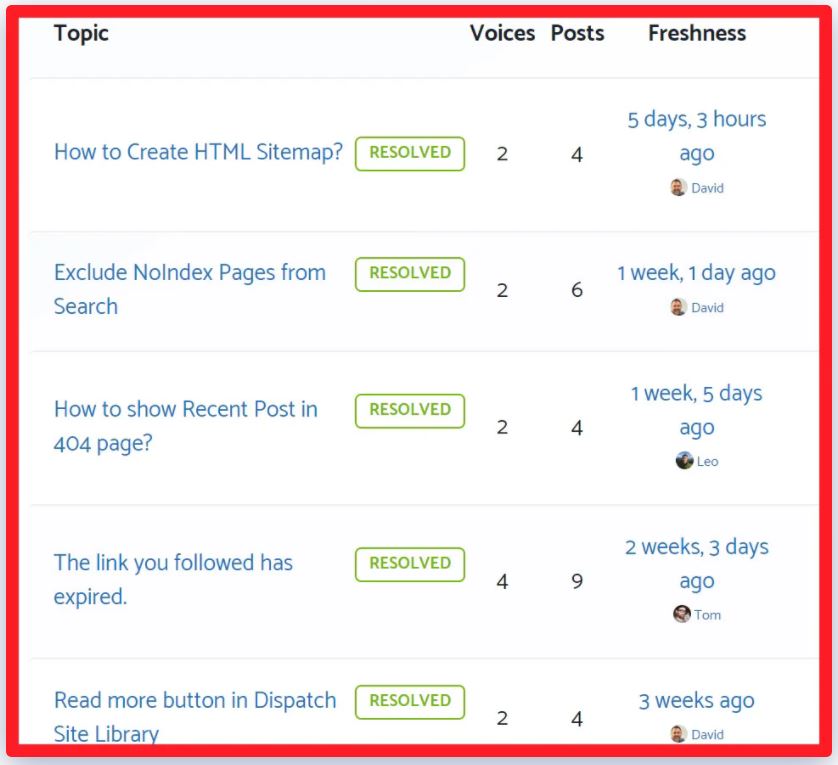 Topic Voices Posts Freshness
How to Create HTML Sitemap? RESOLVED 2 4 5 days, 3 hours
ago
David
Exclude NoIndex Pages from RESOLVED 2 6 1 week, 1 day ago
Search David
How to show Recent Post in RESOLVED 2 4 1 week, 5 days
404 page? ago
Leo
The link you followed has RESOLVED 4 9 2 weeks, 3 days
expired. ago
Tom
Read more button in Dispatch RESOLVED 2 4 3 weeks ago
Site Library David